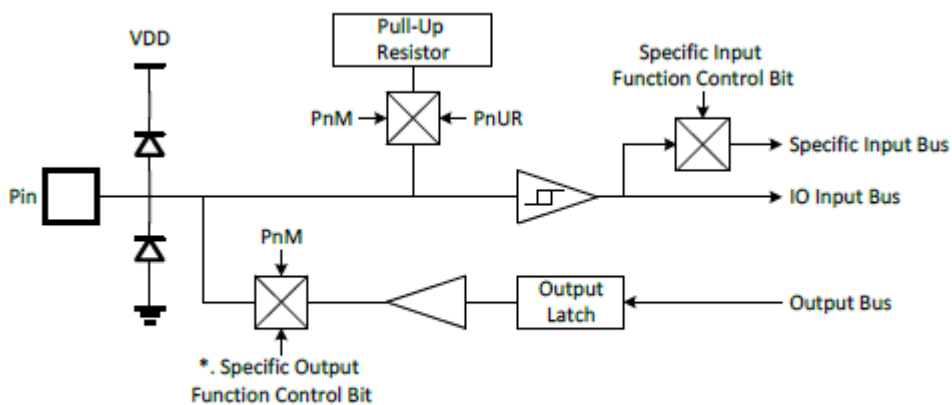 VDD
Pull-Up
Resistor
Specific Input
Function Control Bit
PnM
PnUR
Specific Input Bus
Pin
IO Input Bus
PnM
Output
Latch
Output Bus
*. Specific Output
Function Control Bit